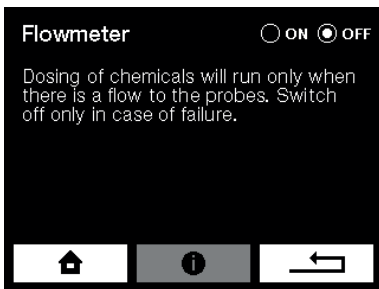 Flowmeter ON OFF
Dosing of chemicals will run only when
there is a flow to the probes. Switch
off only in case of failure.
i